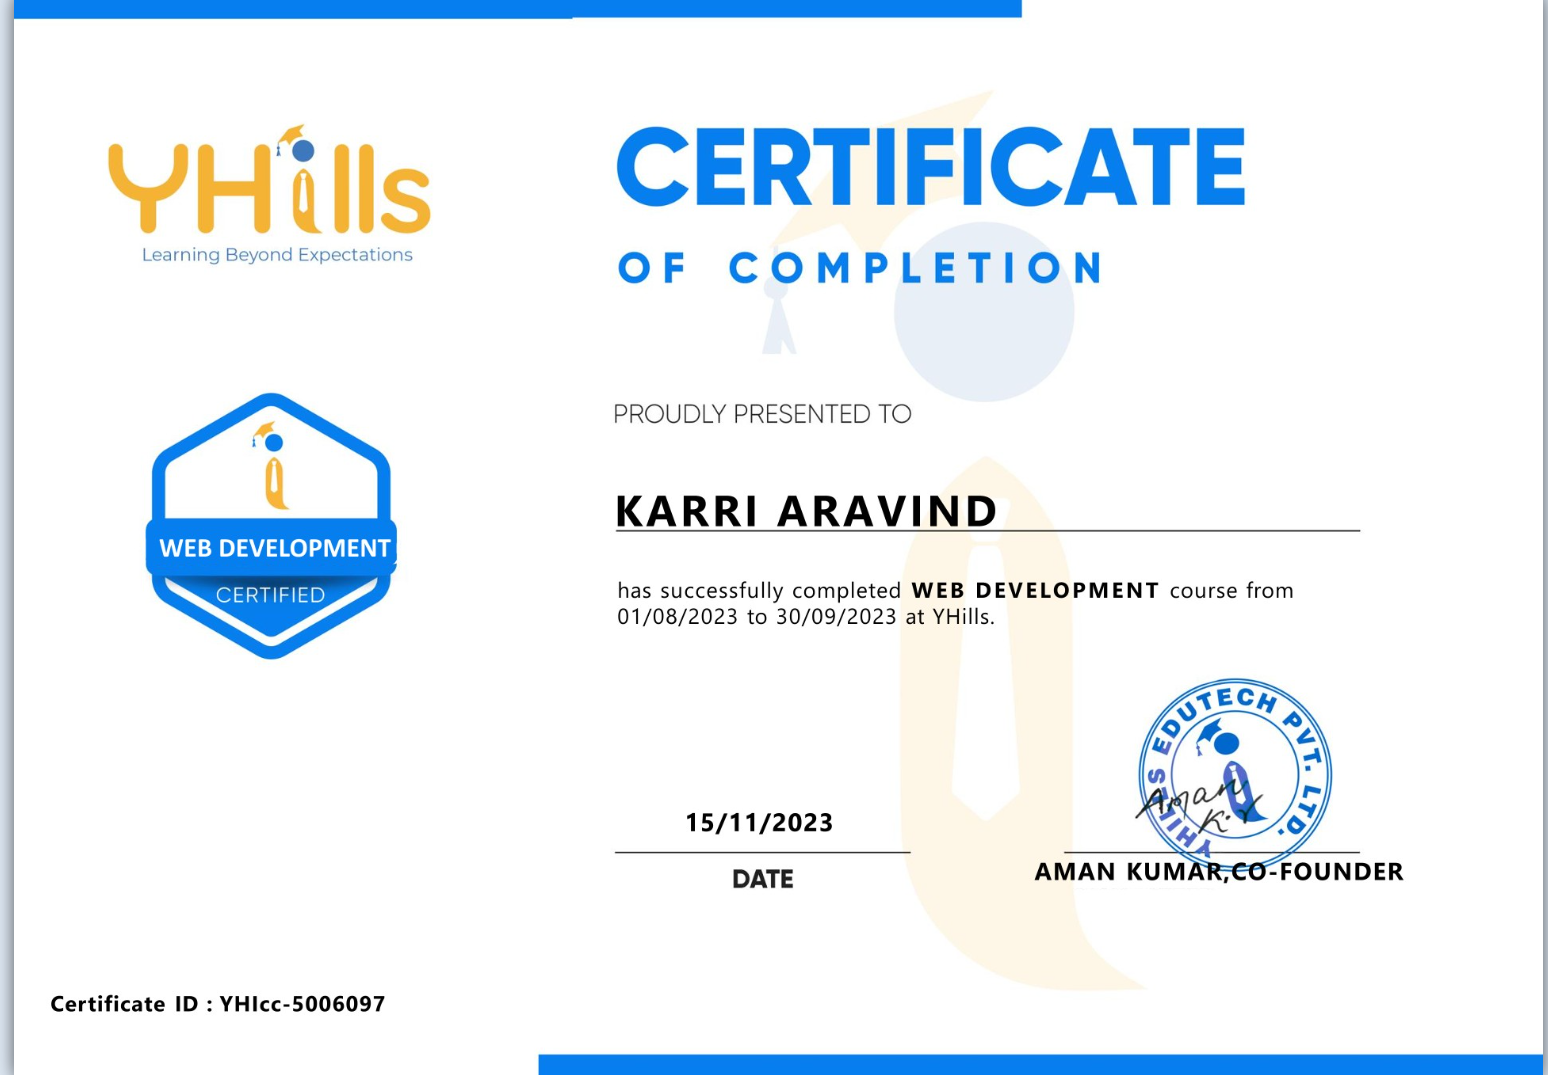 YHills
Learning Beyond Expectations
CERTIFICATE
OF COMPLETION
PROUDLY PRESENTED TO
KARRI ARAVIND
has successfully completed WEB DEVELOPMENT course from
01/08/2023 to 30/09/2023 at YHills.
WEB DEVELOPMENT
CERTIFIED
15/11/2023
DATE
YHILLS EDUTECH PVT. LTD.
Aman K.r
AMAN KUMAR,CO-FOUNDER
Certificate ID : YHIcc-5006097